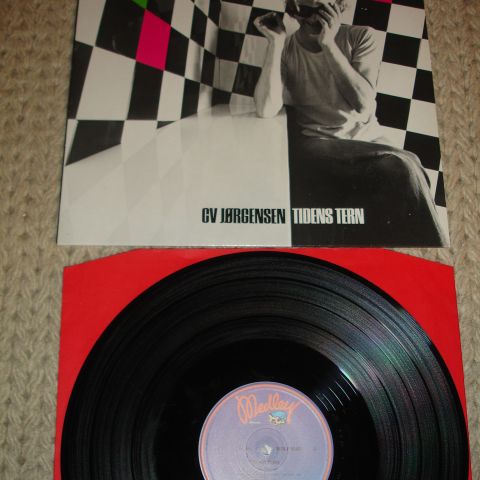 CV JØRGENSEN TIDENS TERN
Medley